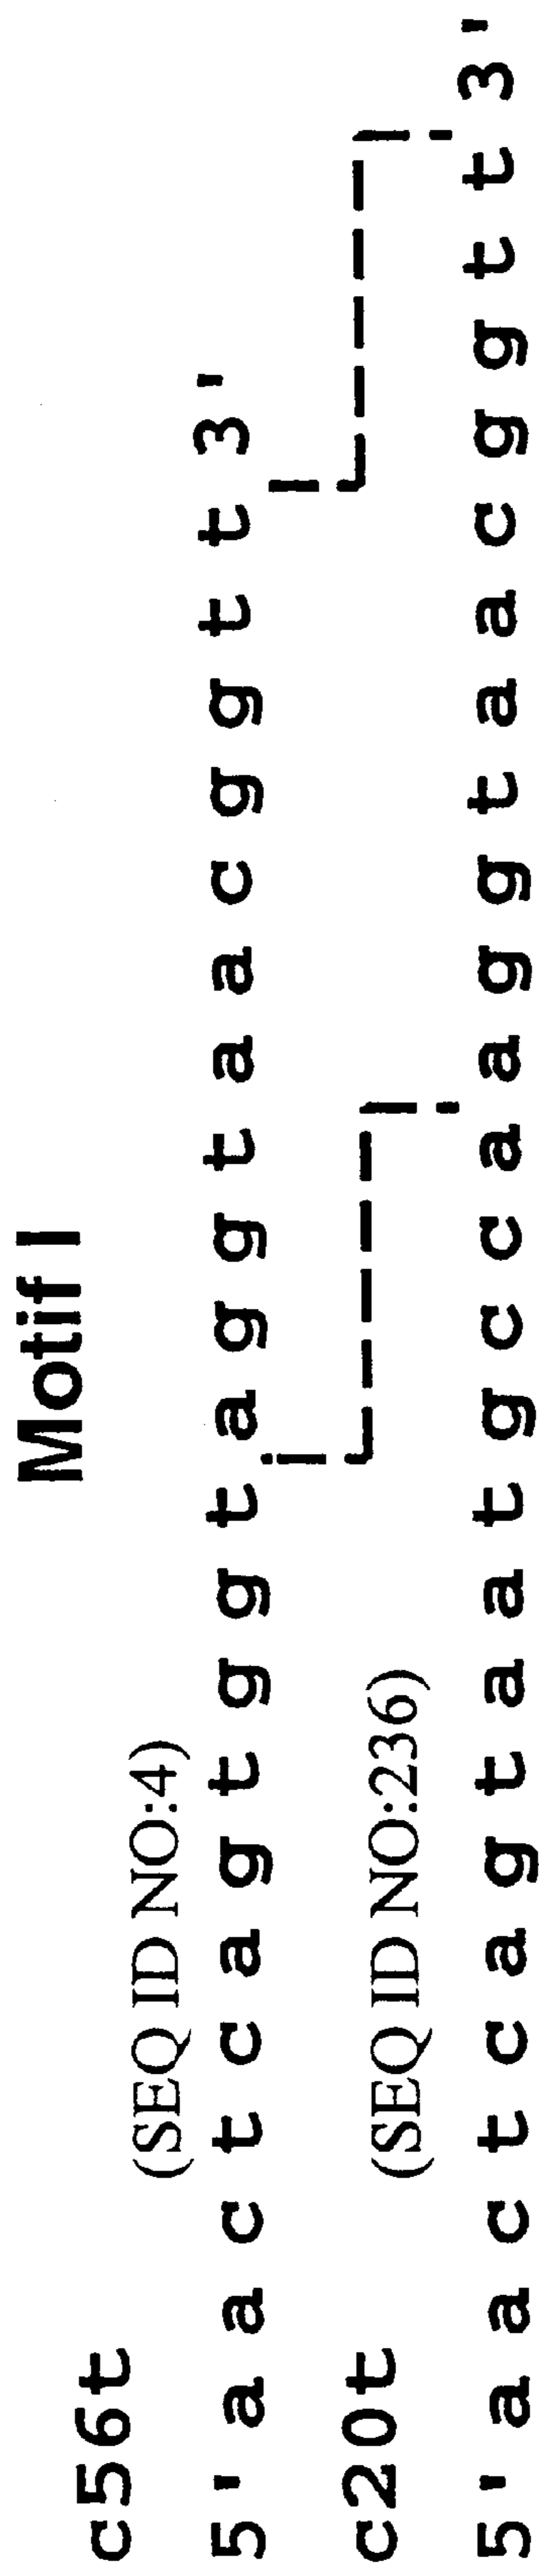 Motif I
c56t
(SEQ ID NO:4)
5' a a c t c a g t g g t a g g t a a c g g t t 3'
c20t
(SEQ ID NO:236)
5' a a c t c a g t a a t g c c a a g g t a a c g g t t 3'